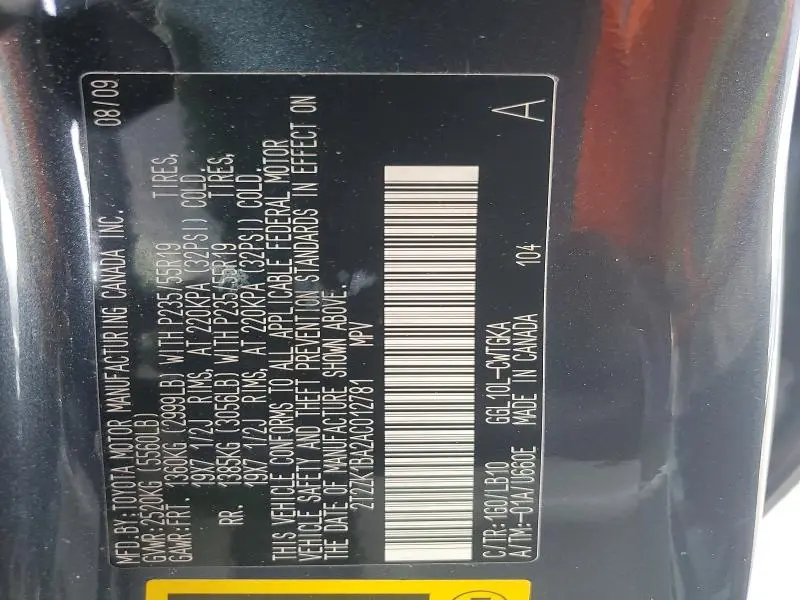 MFD.BY:TOYOTA MOTOR MANUFACTURING CANADA INC. 08/09
GVWR:2520KG (5560LB)
GAWR:FRT. 1360KG (2999LB) WITH P235/55R19 TIRES,
19X7 1/2J RIMS, AT 220KPA (32PSI) COLD.
RR. 1385KG (3056LB) WITH P235/55R19 TIRES,
19X7 1/2J RIMS, AT 220KPA (32PSI) COLD.
THIS VEHICLE CONFORMS TO ALL APPLICABLE FEDERAL MOTOR
VEHICLE SAFETY AND THEFT PREVENTION STANDARDS IN EFFECT ON
THE DATE OF MANUFACTURE SHOWN ABOVE.
2T2ZK1BA2AC012781 MPV
C/TR:1G0/LB10 GGL10L-CWTGKA 104
A/TM:-01A/U660E MADE IN CANADA A